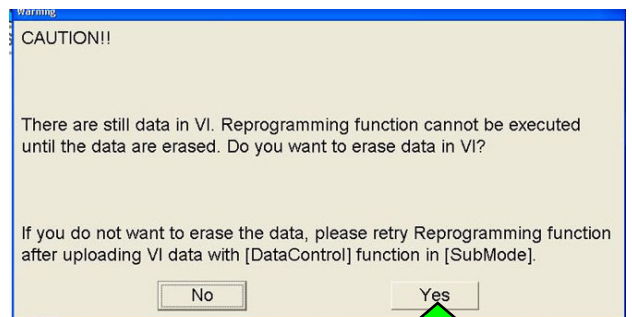 Warning
CAUTION!!
There are still data in VI. Reprogramming function cannot be executed
until the data are erased. Do you want to erase data in VI?
If you do not want to erase the data, please retry Reprogramming function
after uploading VI data with [DataControl] function in [SubMode].
No
Yes